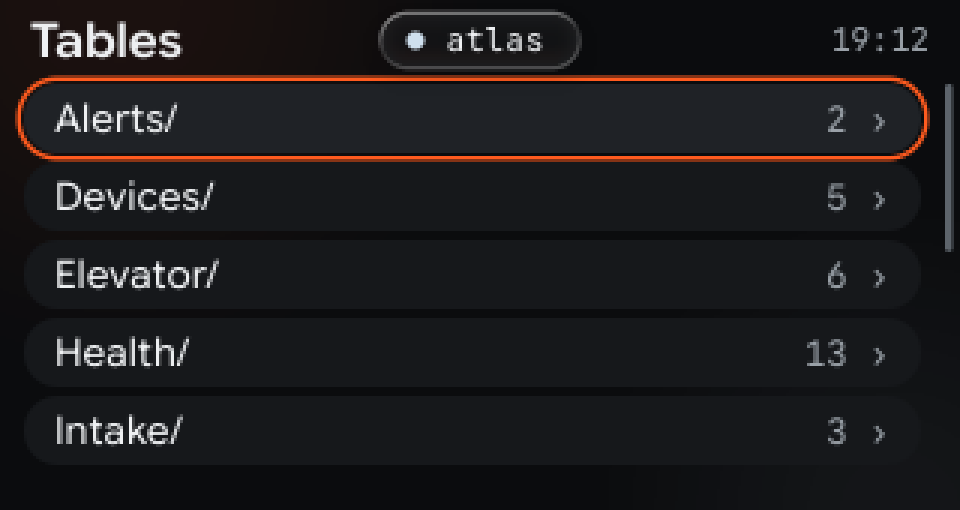 Tables atlas 19:12
Alerts/ 2 ›
Devices/ 5 ›
Elevator/ 6 ›
Health/ 13 ›
Intake/ 3 ›